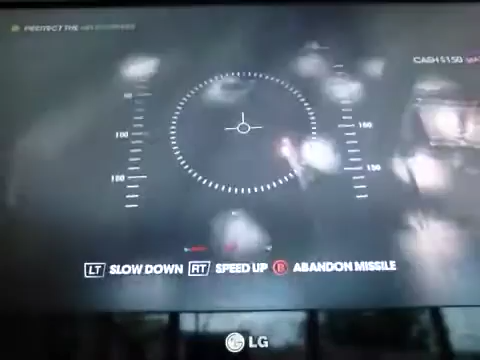 PROTECT THE
CASH $150
100
150
100
150
LT SLOW DOWN RT SPEED UP B ABANDON MISSILE
LG